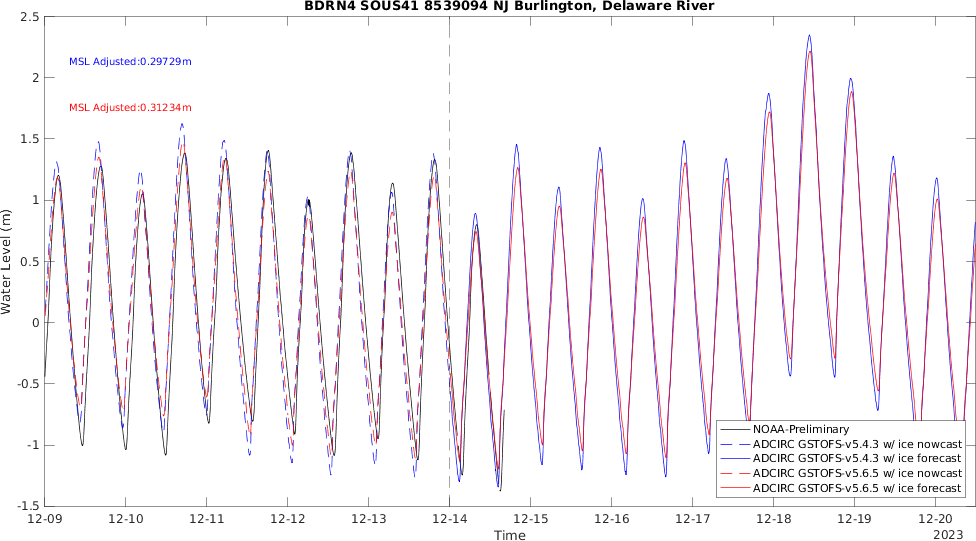 BDRN4 SOUS41 8539094 NJ Burlington, Delaware River
2.5
2
1.5
1
0.5
0
-0.5
-1
-1.5
Water Level (m)
MSL Adjusted:0.29729m
MSL Adjusted:0.31234m
NOAA-Preliminary
ADCIRC GSTOFS-v5.4.3 w/ ice nowcast
ADCIRC GSTOFS-v5.4.3 w/ ice forecast
ADCIRC GSTOFS-v5.6.5 w/ ice nowcast
ADCIRC GSTOFS-v5.6.5 w/ ice forecast
12-09 12-10 12-11 12-12 12-13 12-14 12-15 12-16 12-17 12-18 12-19 12-20
Time
2023